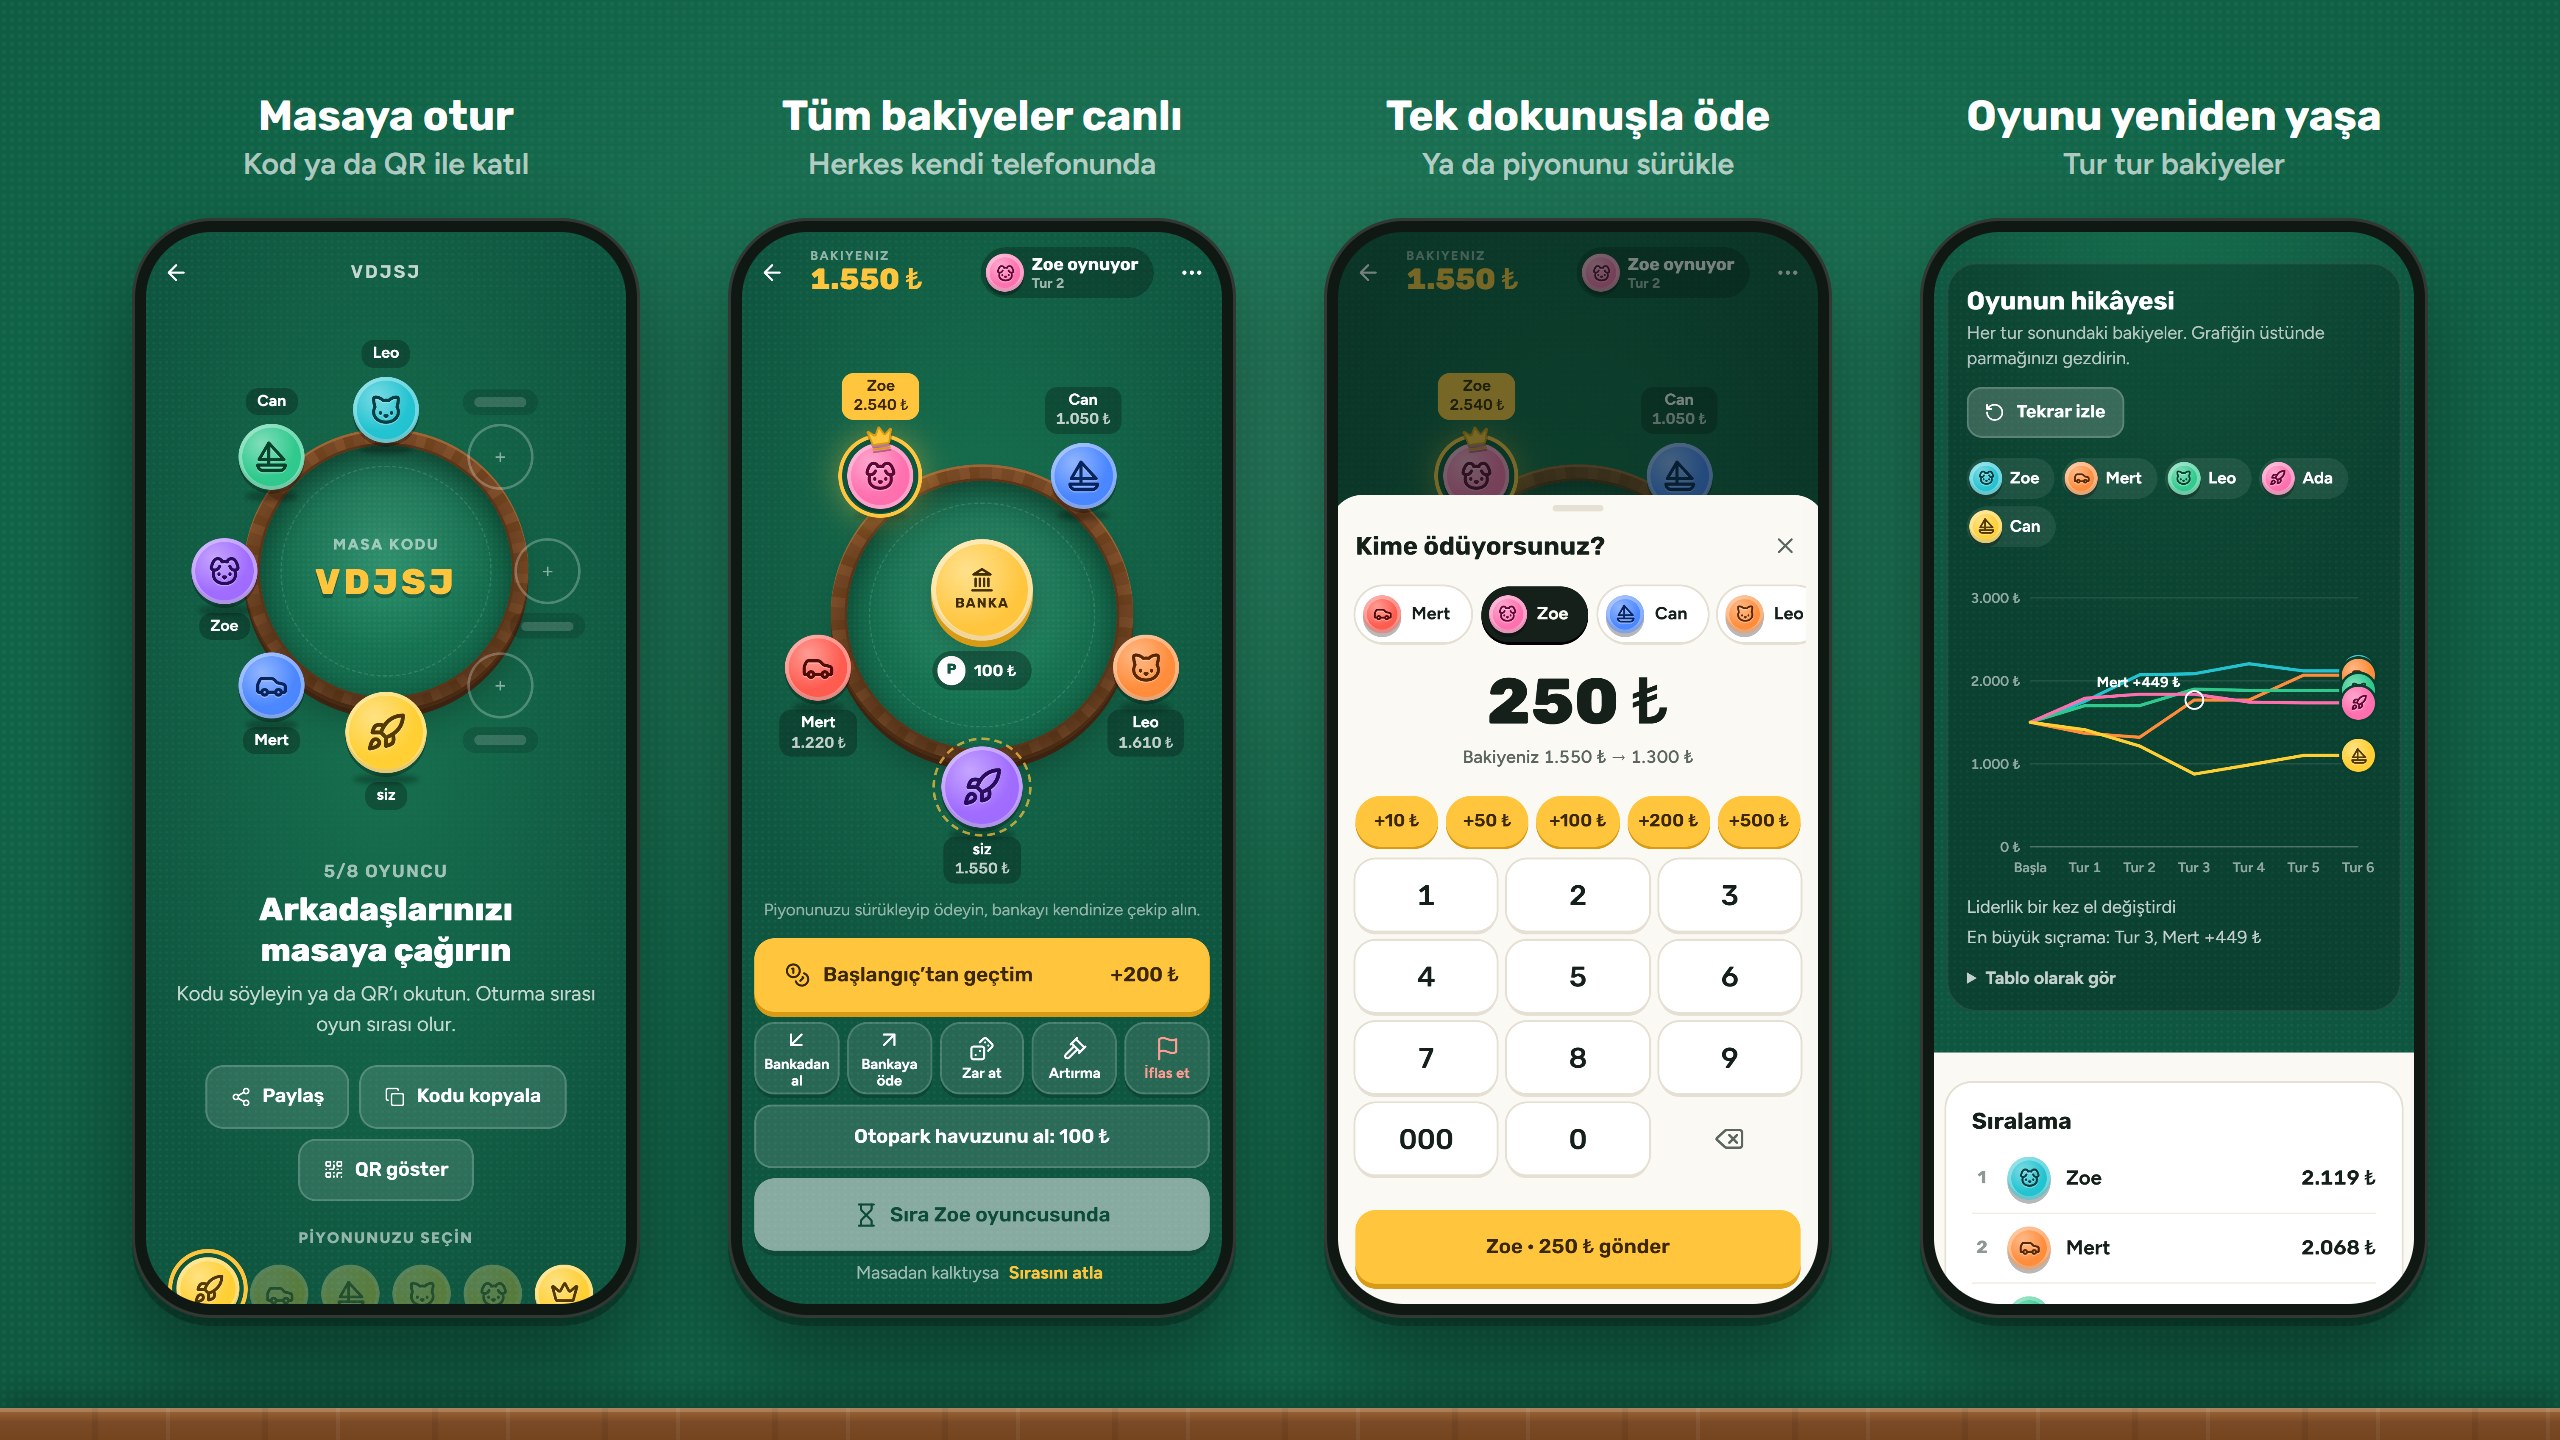 Masaya otur
Kod ya da QR ile katıl
VDJSJ
Leo
Can
MASA KODU
VDJSJ
Zoe
Mert
siz
5/8 OYUNCU
Arkadaşlarınızı
masaya çağırın
Kodu söyleyin ya da QR’ı okutun. Oturma sırası
oyun sırası olur.
Paylaş
Kodu kopyala
QR göster
PİYONUNUZU SEÇİN
Tüm bakiyeler canlı
Herkes kendi telefonunda
BAKIYENIZ
1.550 ₺
Zoe oynuyor
Tur 2
Zoe
2.540 ₺
Can
1.050 ₺
BANKA
P 100 ₺
Mert
1.220 ₺
Leo
1.610 ₺
siz
1.550 ₺
Piyonunuzu sürükleyip ödeyin, bankayı kendinize çekip alın.
Başlangıç’tan geçtim +200 ₺
Bankadan
al
Bankaya
öde
Zar at
Artırma
İflas et
Otopark havuzunu al: 100 ₺
Sıra Zoe oyuncusunda
Masadan kalktıysa Sırasını atla
Tek dokunuşla öde
Ya da piyonunu sürükle
BAKIYENIZ
1.550 ₺
Zoe oynuyor
Tur 2
Zoe
2.540 ₺
Can
1.050 ₺
Kime ödüyorsunuz?
Mert
Zoe
Can
Leo
250 ₺
Bakiyeniz 1.550 ₺ → 1.300 ₺
+10 ₺
+50 ₺
+100 ₺
+200 ₺
+500 ₺
1
2
3
4
5
6
7
8
9
000
0
Zoe • 250 ₺ gönder
Oyunu yeniden yaşa
Tur tur bakiyeler
Oyunun hikâyesi
Her tur sonundaki bakiyeler. Grafiğin üstünde
parmağınızı gezdirin.
Tekrar izle
Zoe
Mert
Leo
Ada
Can
3.000 ₺
2.000 ₺
Mert +449 ₺
1.000 ₺
0 ₺
Başla
Tur 1
Tur 2
Tur 3
Tur 4
Tur 5
Tur 6
Liderlik bir kez el değiştirdi
En büyük sıçrama: Tur 3, Mert +449 ₺
Tablo olarak gör
Sıralama
1 Zoe 2.119 ₺
2 Mert 2.068 ₺